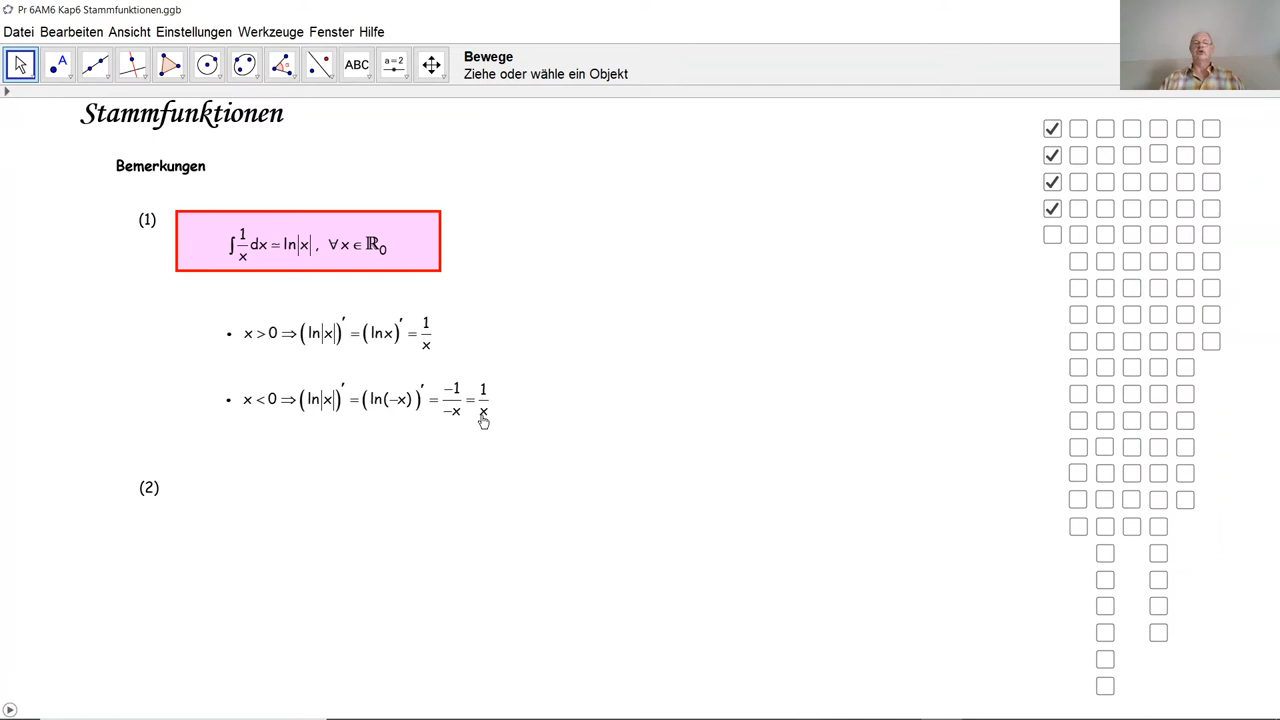 Pr 6AM6 Kap6 Stammfunktionen.ggb
Datei Bearbeiten Ansicht Einstellungen Werkzeuge Fenster Hilfe
A ABC a=2 Bewege
Ziehe oder wähle ein Objekt
Stammfunktionen
Bemerkungen
(1) ∫ 1/x dx ≃ ln|x| , ∀ x ∈ ℝ₀
• x > 0 ⇒ (ln|x|)′ = (lnx)′ = 1/x
• x < 0 ⇒ (ln|x|)′ = (ln(−x))′ = −1/−x = 1/x
(2)